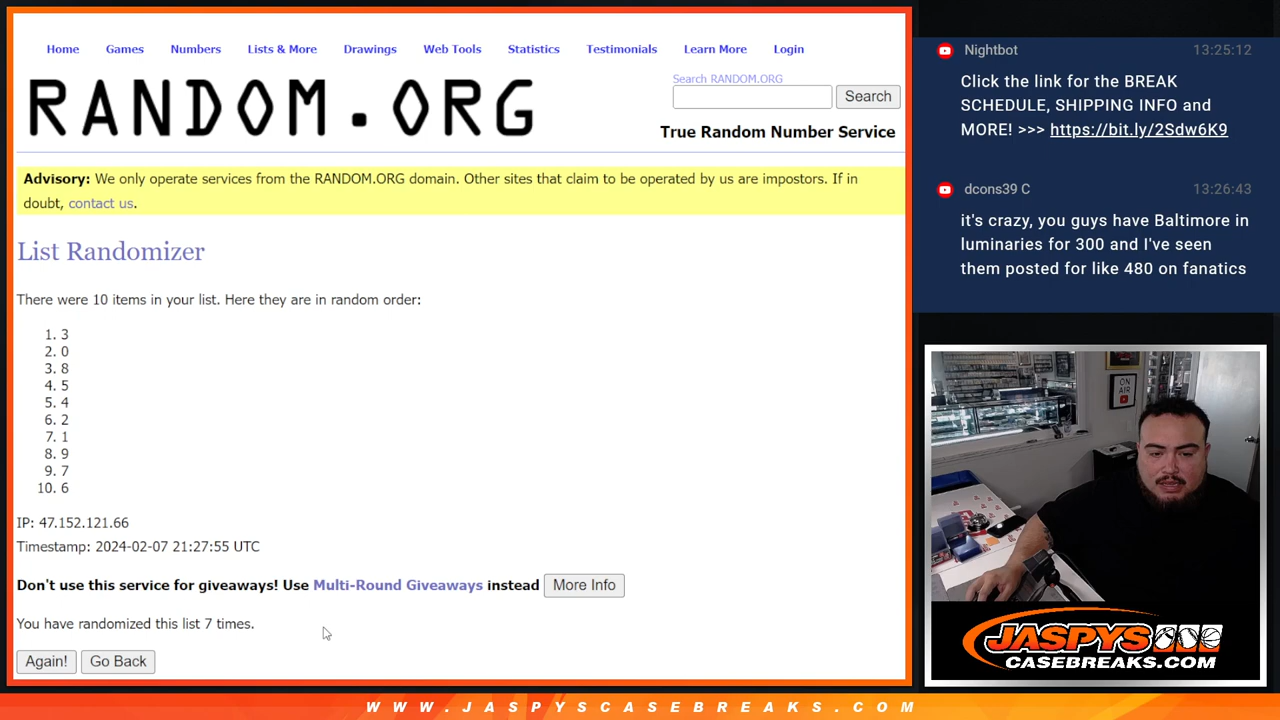 Home Games Numbers Lists & More Drawings Web Tools Statistics Testimonials Learn More Login
RANDOM.ORG
Search RANDOM.ORG
Search
True Random Number Service
Advisory: We only operate services from the RANDOM.ORG domain. Other sites that claim to be operated by us are impostors. If in
doubt, contact us.
List Randomizer
There were 10 items in your list. Here they are in random order:
1. 3
2. 0
3. 8
4. 5
5. 4
6. 2
7. 1
8. 9
9. 7
10. 6
IP: 47.152.121.66
Timestamp: 2024-02-07 21:27:55 UTC
Don't use this service for giveaways! Use Multi-Round Giveaways instead More Info
You have randomized this list 7 times.
Again! Go Back
Nightbot 13:25:12
Click the link for the BREAK
SCHEDULE, SHIPPING INFO and
MORE! >>> https://bit.ly/2Sdw6K9
dcons39 C 13:26:43
it's crazy, you guys have Baltimore in
luminaries for 300 and I've seen
them posted for like 480 on fanatics
ON
AIR
JASPYS
CASEBREAKS.COM
WWW.JASPYSCASEBREAKS.COM